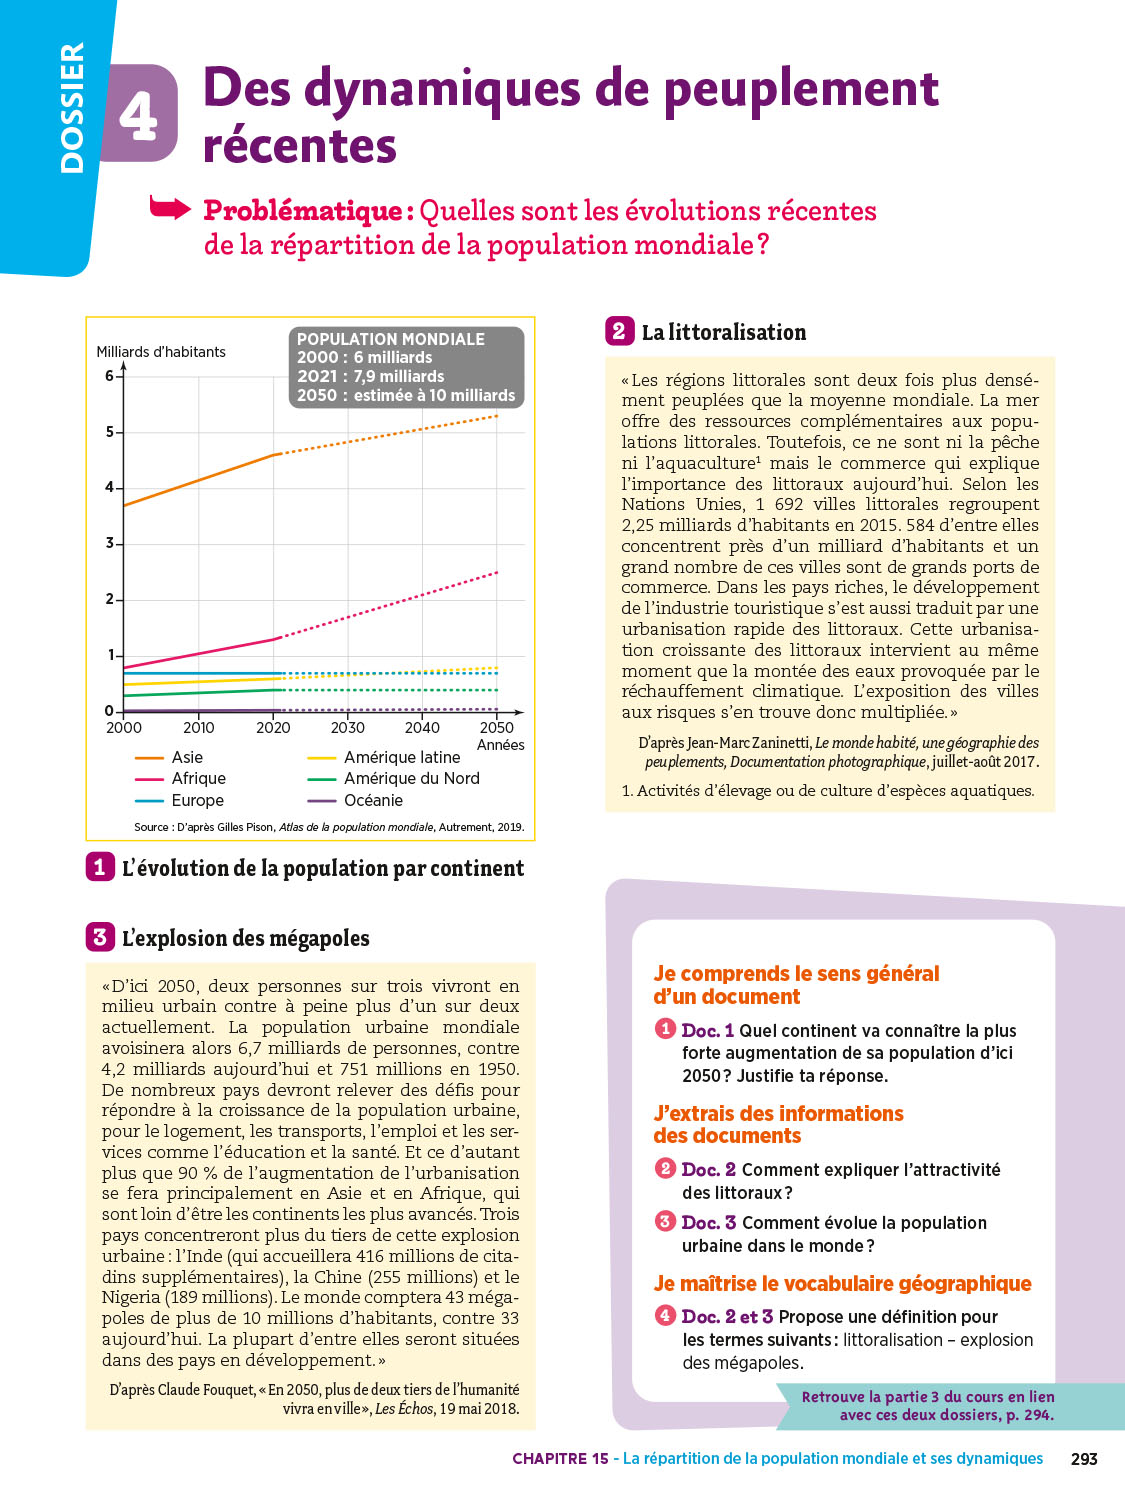 DOSSIER
4
Des dynamiques de peuplement
récentes
Problématique : Quelles sont les évolutions récentes
de la répartition de la population mondiale ?
Milliards d'habitants
POPULATION MONDIALE
2000 : 6 milliards
2021 : 7,9 milliards
2050 : estimée à 10 milliards
6
5
4
3
2
1
0
2000 2010 2020 2030 2040 2050
Années
Asie
Afrique
Europe
Amérique latine
Amérique du Nord
Océanie
Source : D'après Gilles Pison, Atlas de la population mondiale, Autrement, 2019.
1 L'évolution de la population par continent
2 La littoralisation
« Les régions littorales sont deux fois plus densé-
ment peuplées que la moyenne mondiale. La mer
offre des ressources complémentaires aux popu-
lations littorales. Toutefois, ce ne sont ni la pêche
ni l'aquaculture¹ mais le commerce qui explique
l'importance des littoraux aujourd'hui. Selon les
Nations Unies, 1 692 villes littorales regroupent
2,25 milliards d'habitants en 2015. 584 d'entre elles
concentrent près d'un milliard d'habitants et un
grand nombre de ces villes sont de grands ports de
commerce. Dans les pays riches, le développement
de l'industrie touristique s'est aussi traduit par une
urbanisation rapide des littoraux. Cette urbanisa-
tion croissante des littoraux intervient au même
moment que la montée des eaux provoquée par le
réchauffement climatique. L'exposition des villes
aux risques s'en trouve donc multipliée. »
D'après Jean-Marc Zaninetti, Le monde habité, une géographie des
peuplements, Documentation photographique, juillet-août 2017.
1. Activités d'élevage ou de culture d'espèces aquatiques.
3 L'explosion des mégapoles
« D'ici 2050, deux personnes sur trois vivront en
milieu urbain contre à peine plus d'un sur deux
actuellement. La population urbaine mondiale
avoisinera alors 6,7 milliards de personnes, contre
4,2 milliards aujourd'hui et 751 millions en 1950.
De nombreux pays devront relever des défis pour
répondre à la croissance de la population urbaine,
pour le logement, les transports, l'emploi et les ser-
vices comme l'éducation et la santé. Et ce d'autant
plus que 90 % de l'augmentation de l'urbanisation
se fera principalement en Asie et en Afrique, qui
sont loin d'être les continents les plus avancés. Trois
pays concentreront plus du tiers de cette explosion
urbaine : l'Inde (qui accueillera 416 millions de cita-
dins supplémentaires), la Chine (255 millions) et le
Nigeria (189 millions). Le monde comptera 43 méga-
poles de plus de 10 millions d'habitants, contre 33
aujourd'hui. La plupart d'entre elles seront situées
dans des pays en développement. »
D'après Claude Fouquet, « En 2050, plus de deux tiers de l'humanité
vivra en ville », Les Échos, 19 mai 2018.
Je comprends le sens général
d'un document
1 Doc. 1 Quel continent va connaître la plus
forte augmentation de sa population d'ici
2050 ? Justifie ta réponse.
J'extrais des informations
des documents
2 Doc. 2 Comment expliquer l'attractivité
des littoraux ?
3 Doc. 3 Comment évolue la population
urbaine dans le monde ?
Je maîtrise le vocabulaire géographique
4 Doc. 2 et 3 Propose une définition pour
les termes suivants : littoralisation – explosion
des mégapoles.
Retrouve la partie 3 du cours en lien
avec ces deux dossiers, p. 294.
CHAPITRE 15 - La répartition de la population mondiale et ses dynamiques 293